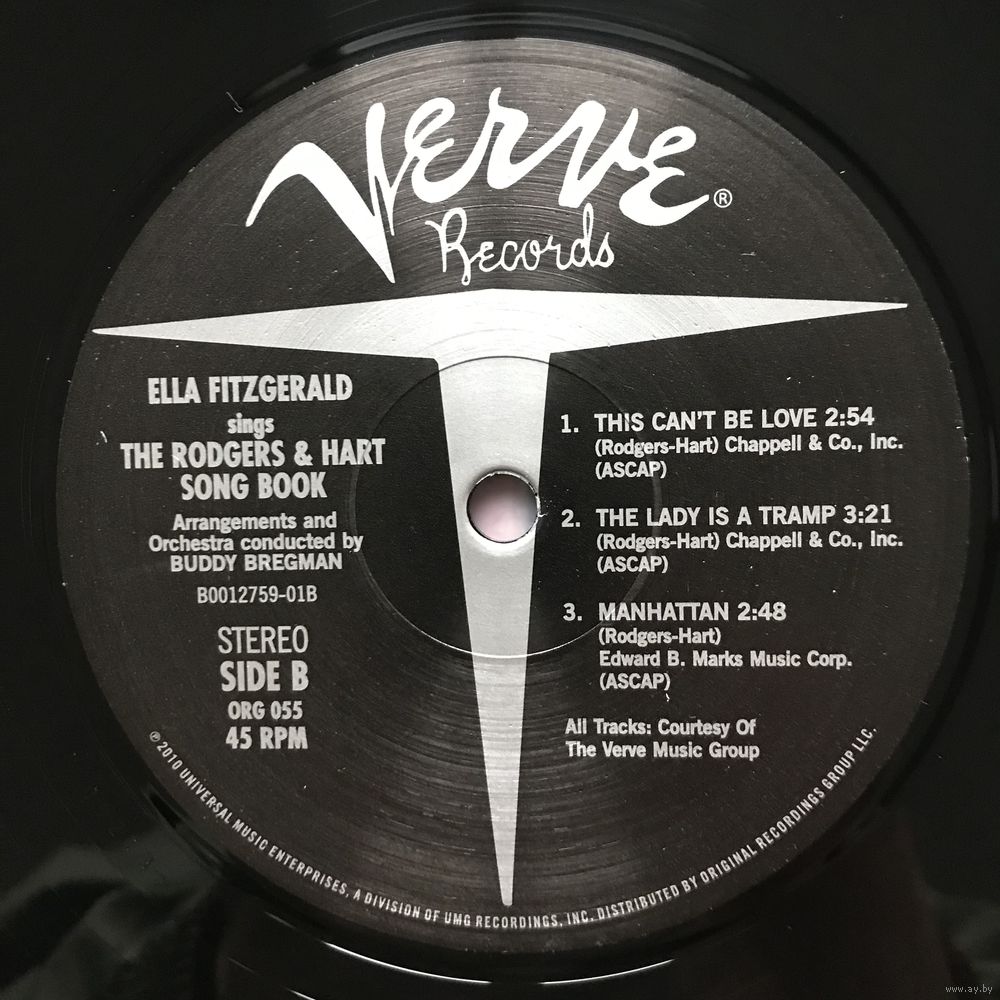 Verve®
Records
ELLA FITZGERALD
sings
THE RODGERS & HART
SONG BOOK
Arrangements and
Orchestra conducted by
BUDDY BREGMAN
B0012759-01B
STEREO
SIDE B
ORG 055
45 RPM
1. THIS CAN'T BE LOVE 2:54
(Rodgers-Hart) Chappell & Co., Inc.
(ASCAP)
2. THE LADY IS A TRAMP 3:21
(Rodgers-Hart) Chappell & Co., Inc.
(ASCAP)
3. MANHATTAN 2:48
(Rodgers-Hart)
Edward B. Marks Music Corp.
(ASCAP)
All Tracks: Courtesy Of
The Verve Music Group
℗ 2010 UNIVERSAL MUSIC ENTERPRISES, A DIVISION OF UMG RECORDINGS, INC. DISTRIBUTED BY ORIGINAL RECORDINGS GROUP LLC.
www.ay.by